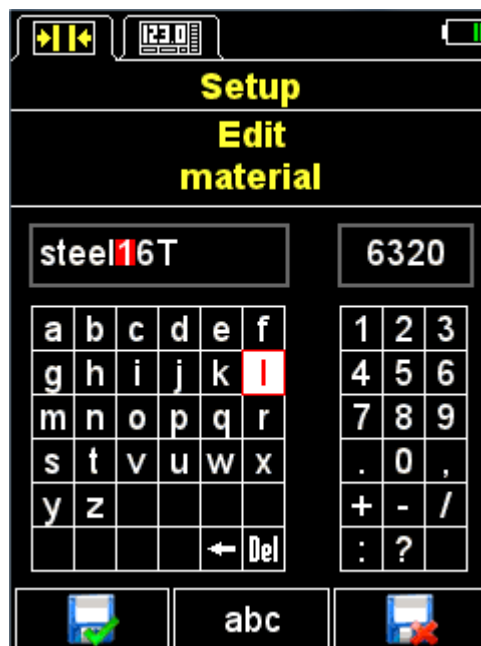 123.0
Setup
Edit
material
steel16T 6320
a b c d e f 1 2 3
g h i j k l 4 5 6
m n o p q r 7 8 9
s t v u w x . 0 ,
y z + - /
← Del : ?
abc